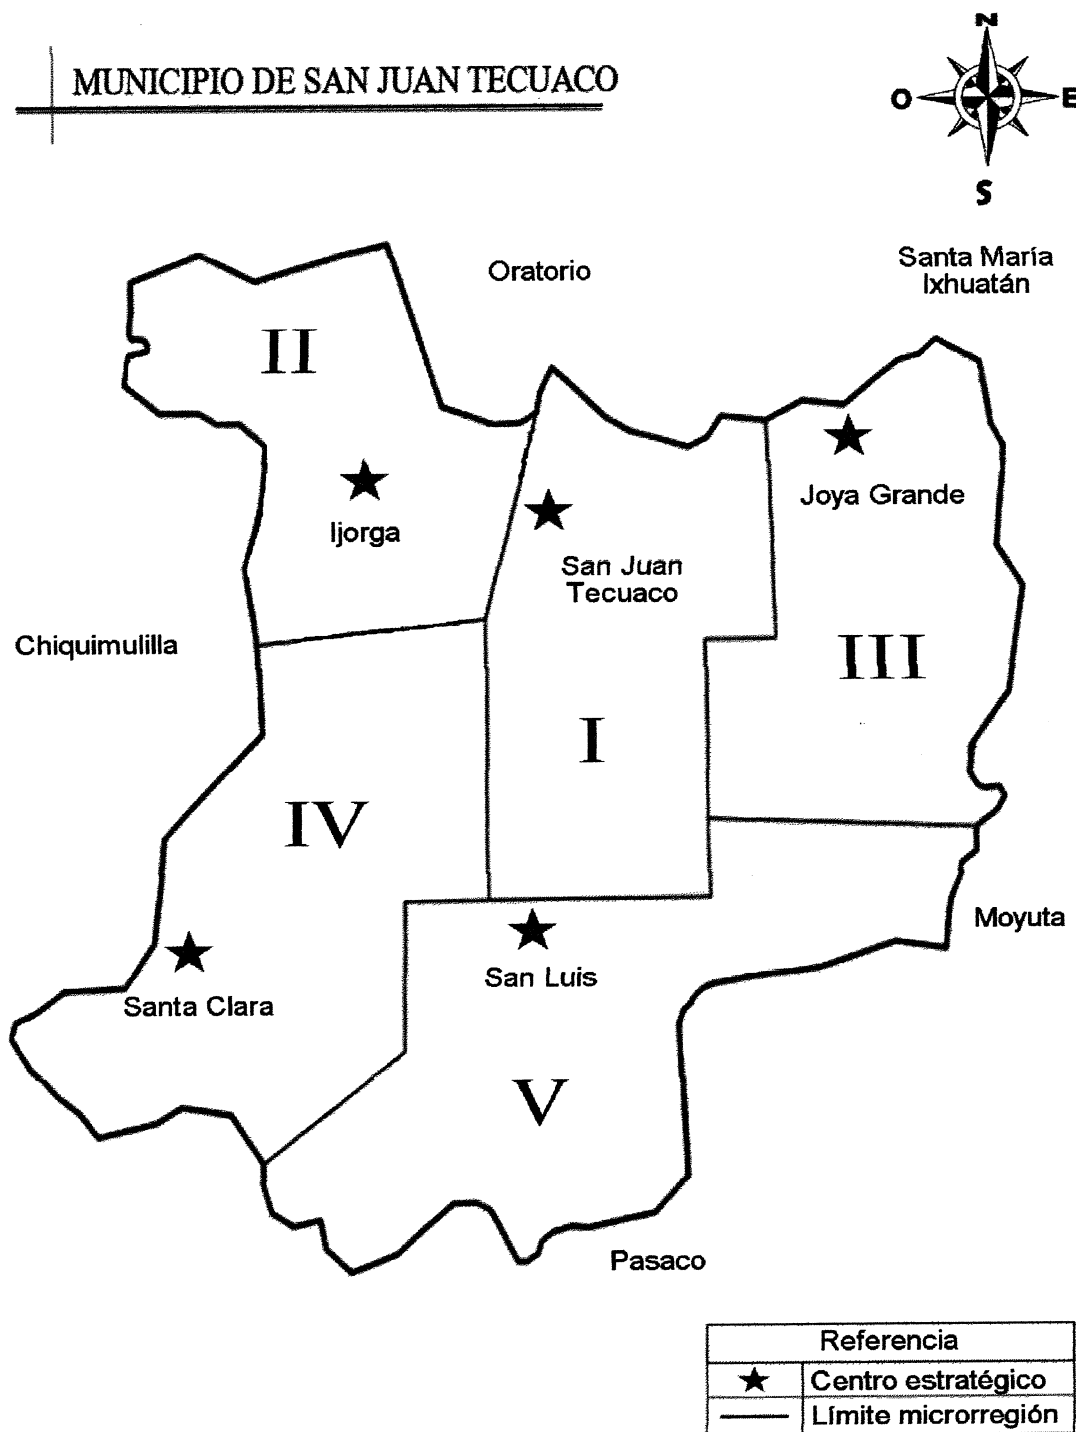 MUNICIPIO DE SAN JUAN TECUACO
N
O
E
S
Oratorio
Santa María
Ixhuatán
II
Joya Grande
Ijorga
San Juan
Tecuaco
Chiquimulilla
III
I
IV
Moyuta
San Luis
Santa Clara
V
Pasaco
Referencia
Centro estratégico
Límite microrregión